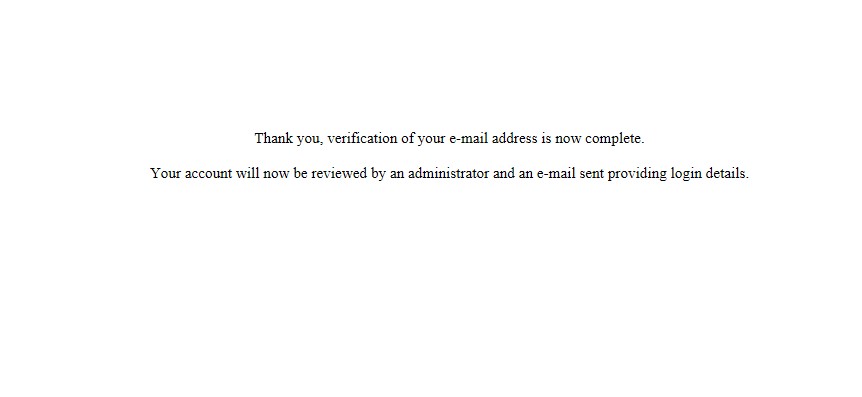 Thank you, verification of your e-mail address is now complete.
Your account will now be reviewed by an administrator and an e-mail sent providing login details.